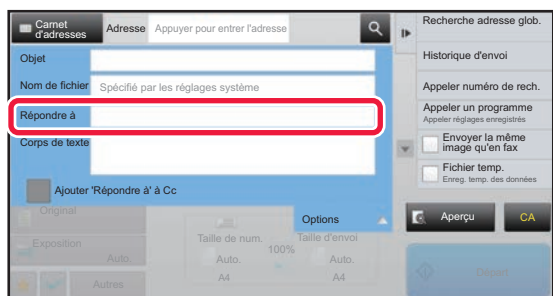 Carnet d'adresses
Adresse
Appuyer pour entrer l'adresse
Objet
Nom de fichier
Spécifié par les réglages système
Répondre à
Corps de texte
Ajouter 'Répondre à' à Cc
Options
Original
Exposition
Auto.
Autres
Taille de num.
Auto.
A4
100%
Taille d'envoi
Auto.
A4
Recherche adresse glob.
Historique d'envoi
Appeler numéro de rech.
Appeler un programme
Appeler réglages enregistrés
Envoyer la même
image qu'en fax
Fichier temp.
Enreg. temp. des données
Aperçu
CA
Départ